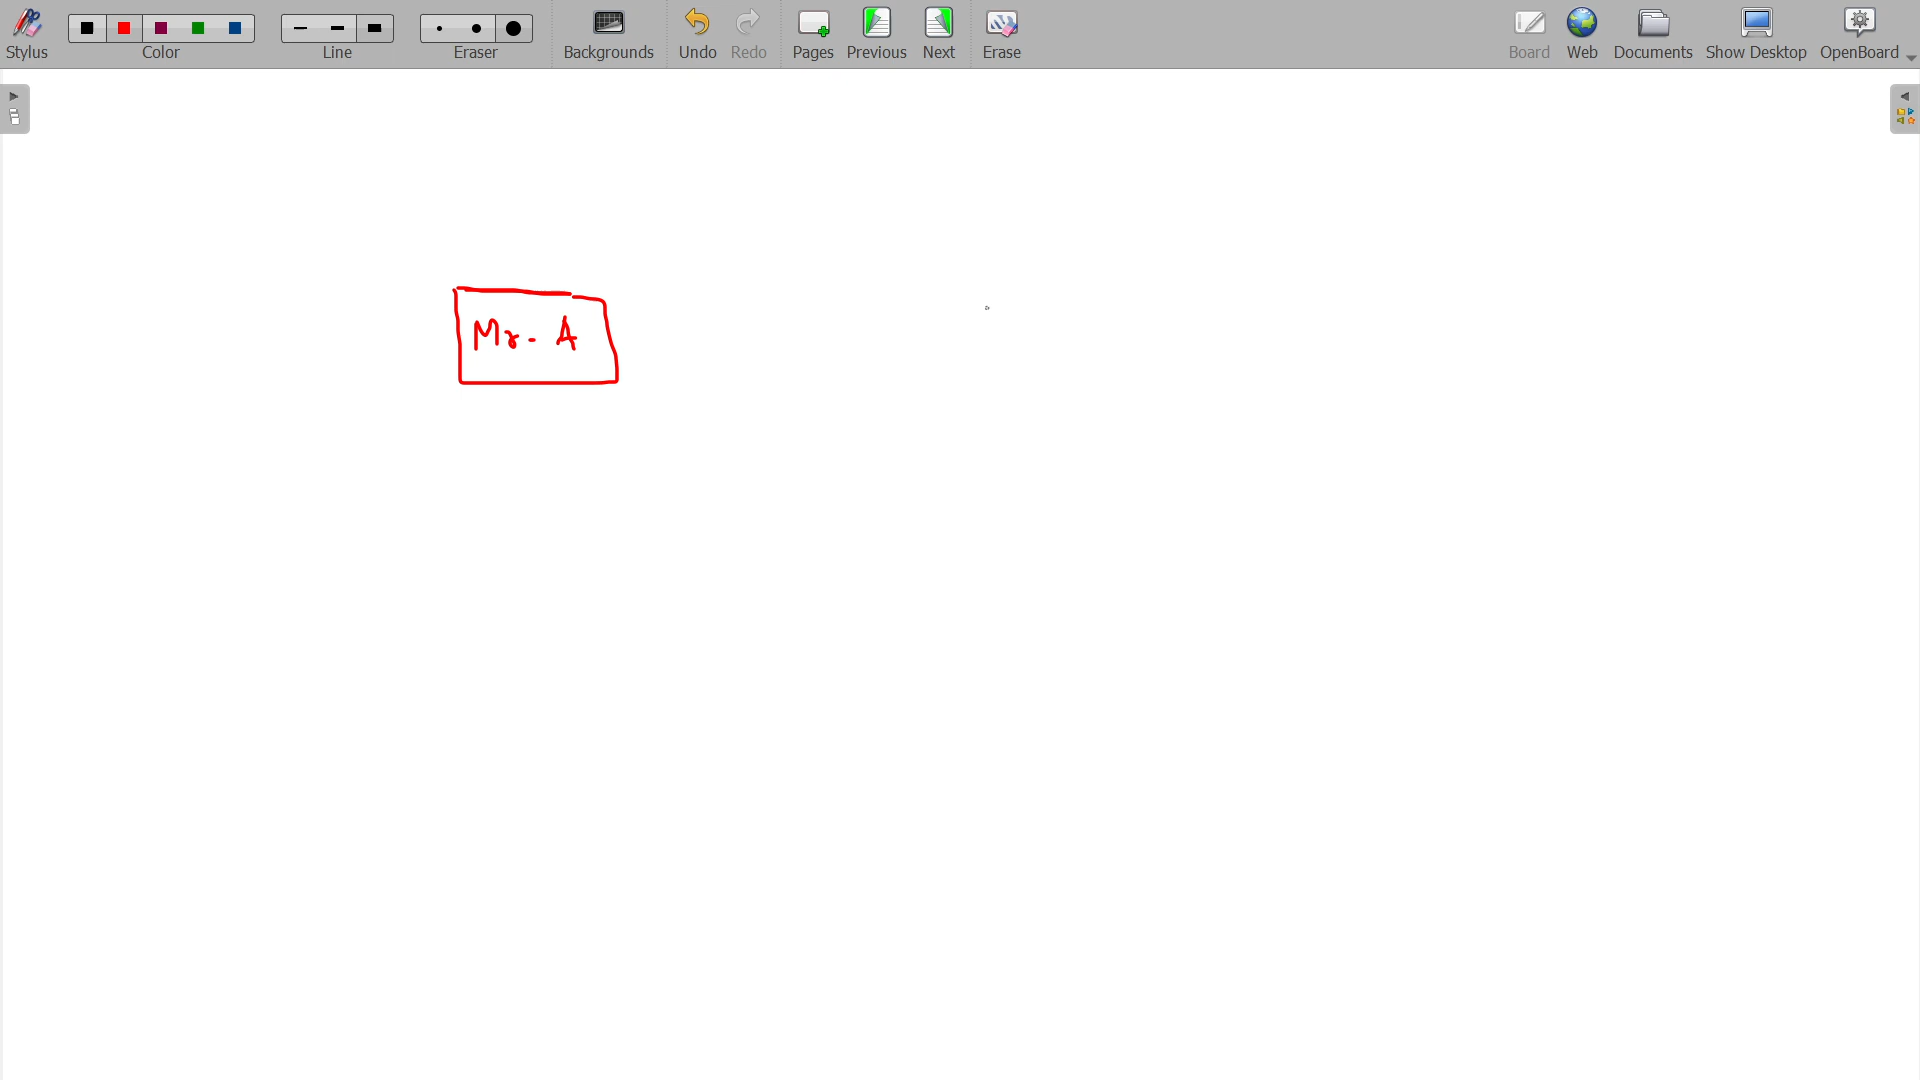 Stylus
Color
Line
Eraser
Backgrounds
Undo
Redo
Pages
Previous
Next
Erase
Board
Web
Documents
Show Desktop
OpenBoard
Mr. A